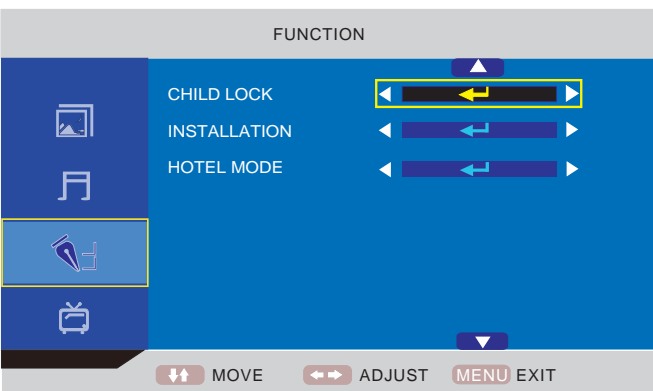 FUNCTION
CHILD LOCK
INSTALLATION
HOTEL MODE
MOVE ADJUST MENU EXIT